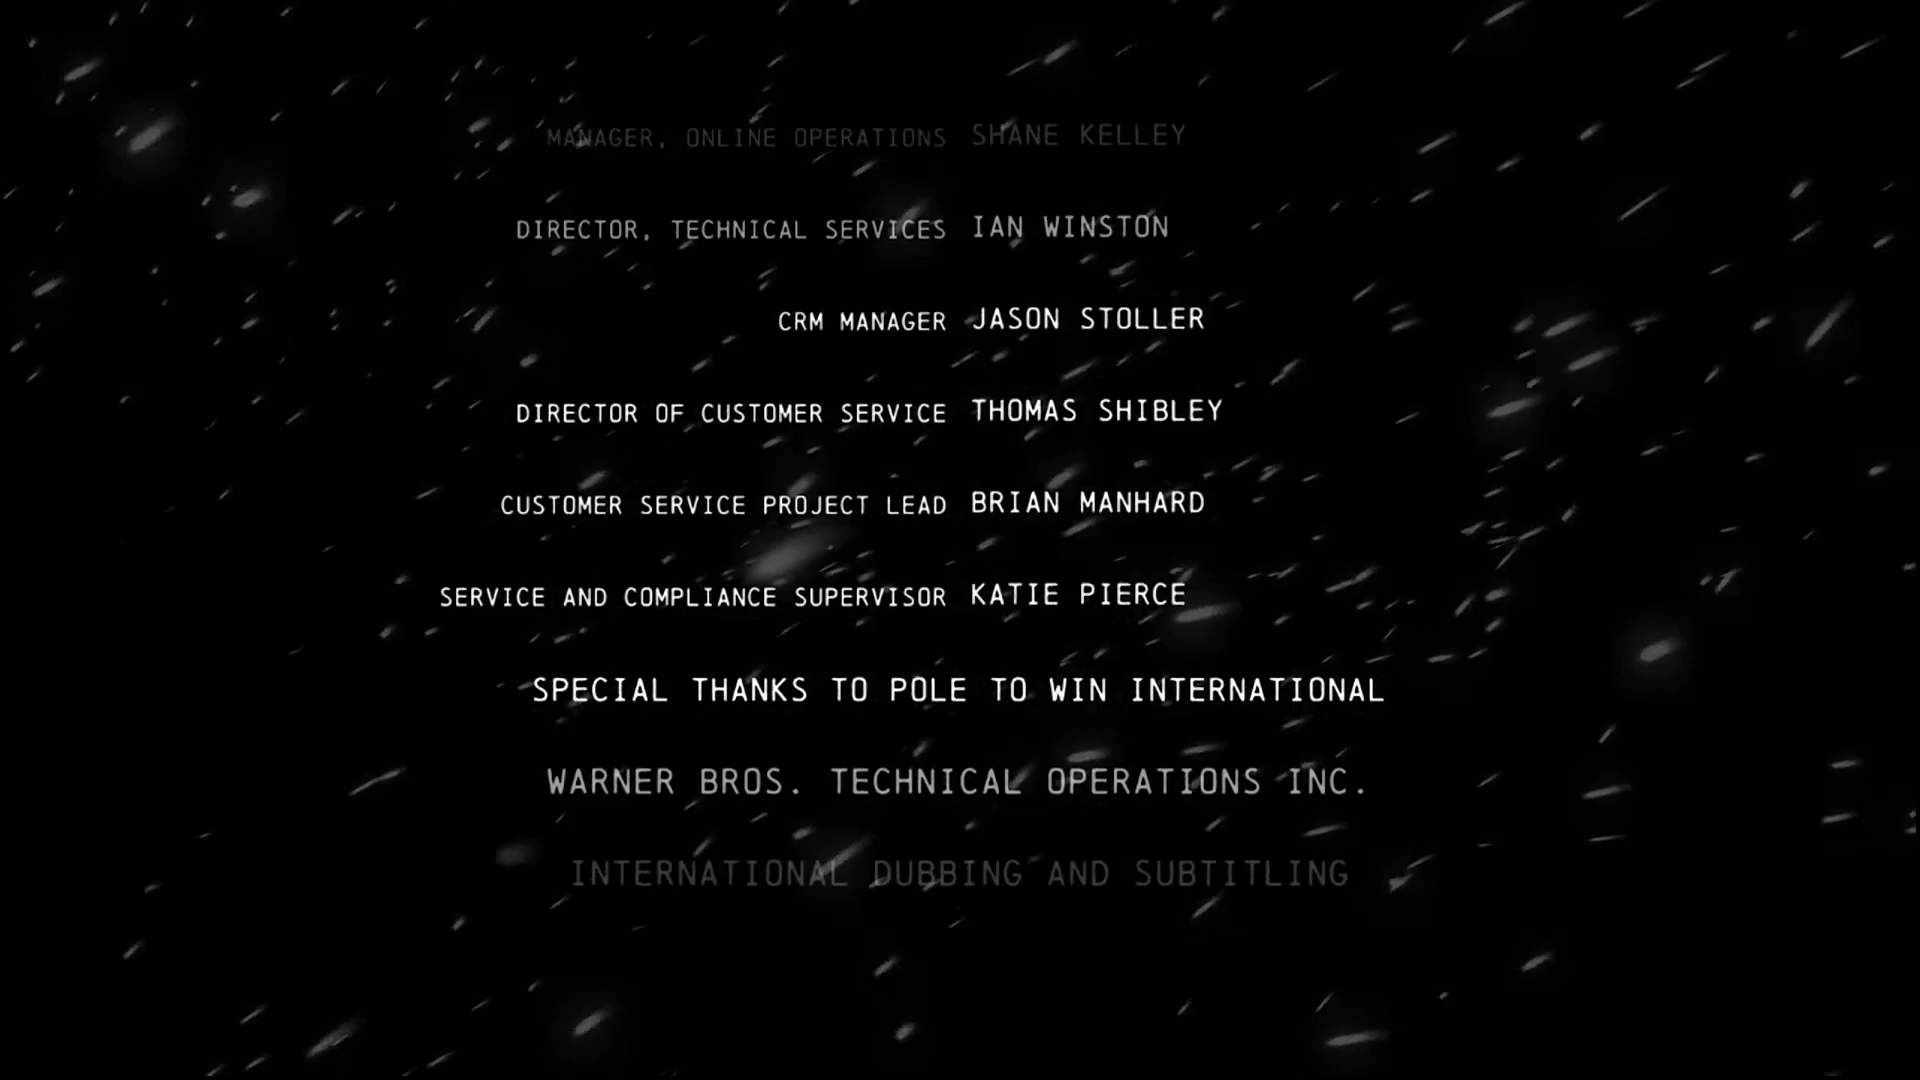 MANAGER, ONLINE OPERATIONS SHANE KELLEY
DIRECTOR, TECHNICAL SERVICES IAN WINSTON
CRM MANAGER JASON STOLLER
DIRECTOR OF CUSTOMER SERVICE THOMAS SHIBLEY
CUSTOMER SERVICE PROJECT LEAD BRIAN MANHARD
SERVICE AND COMPLIANCE SUPERVISOR KATIE PIERCE
SPECIAL THANKS TO POLE TO WIN INTERNATIONAL
WARNER BROS. TECHNICAL OPERATIONS INC.
INTERNATIONAL DUBBING AND SUBTITLING